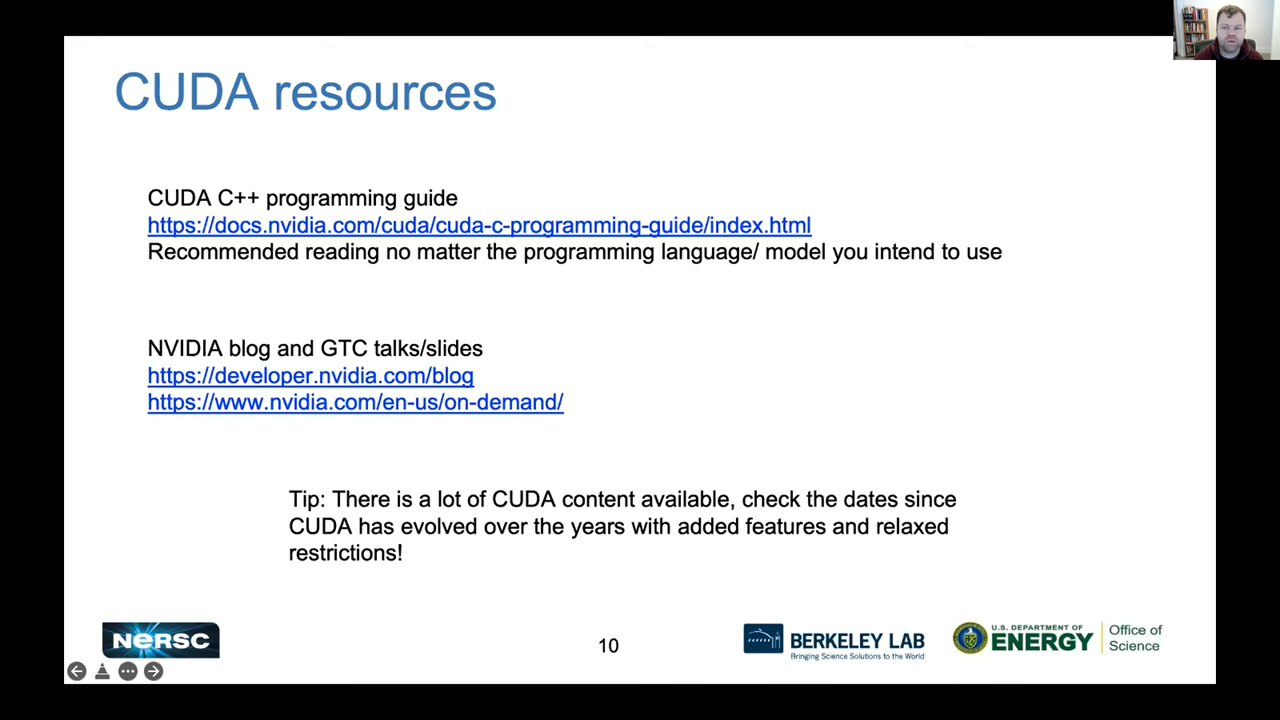 CUDA resources
CUDA C++ programming guide
https://docs.nvidia.com/cuda/cuda-c-programming-guide/index.html
Recommended reading no matter the programming language/ model you intend to use
NVIDIA blog and GTC talks/slides
https://developer.nvidia.com/blog
https://www.nvidia.com/en-us/on-demand/
Tip: There is a lot of CUDA content available, check the dates since
CUDA has evolved over the years with added features and relaxed
restrictions!
NERSC
10
BERKELEY LAB
Bringing Science Solutions to the World
U.S. DEPARTMENT OF
ENERGY
Office of
Science